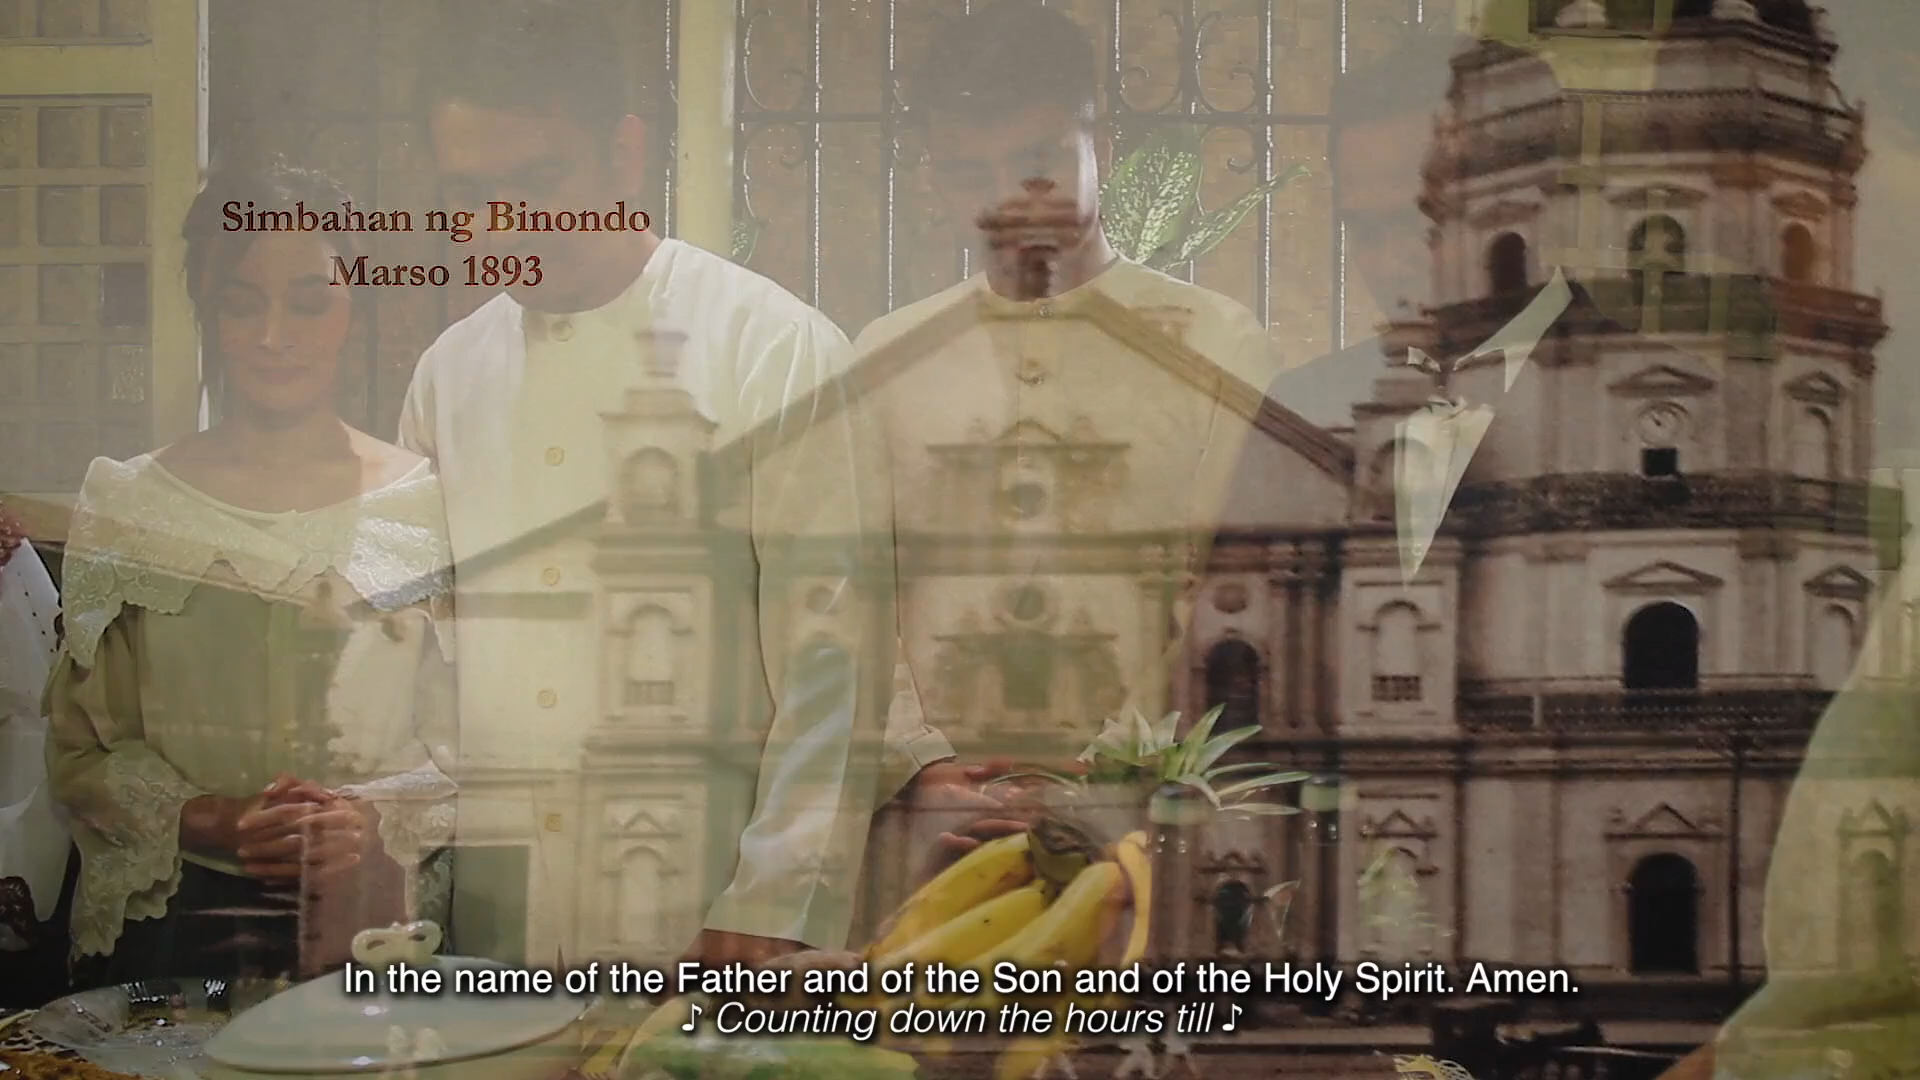 Simbahan ng Binondo
Marso 1893
In the name of the Father and of the Son and of the Holy Spirit. Amen.
♪ Counting down the hours till ♪